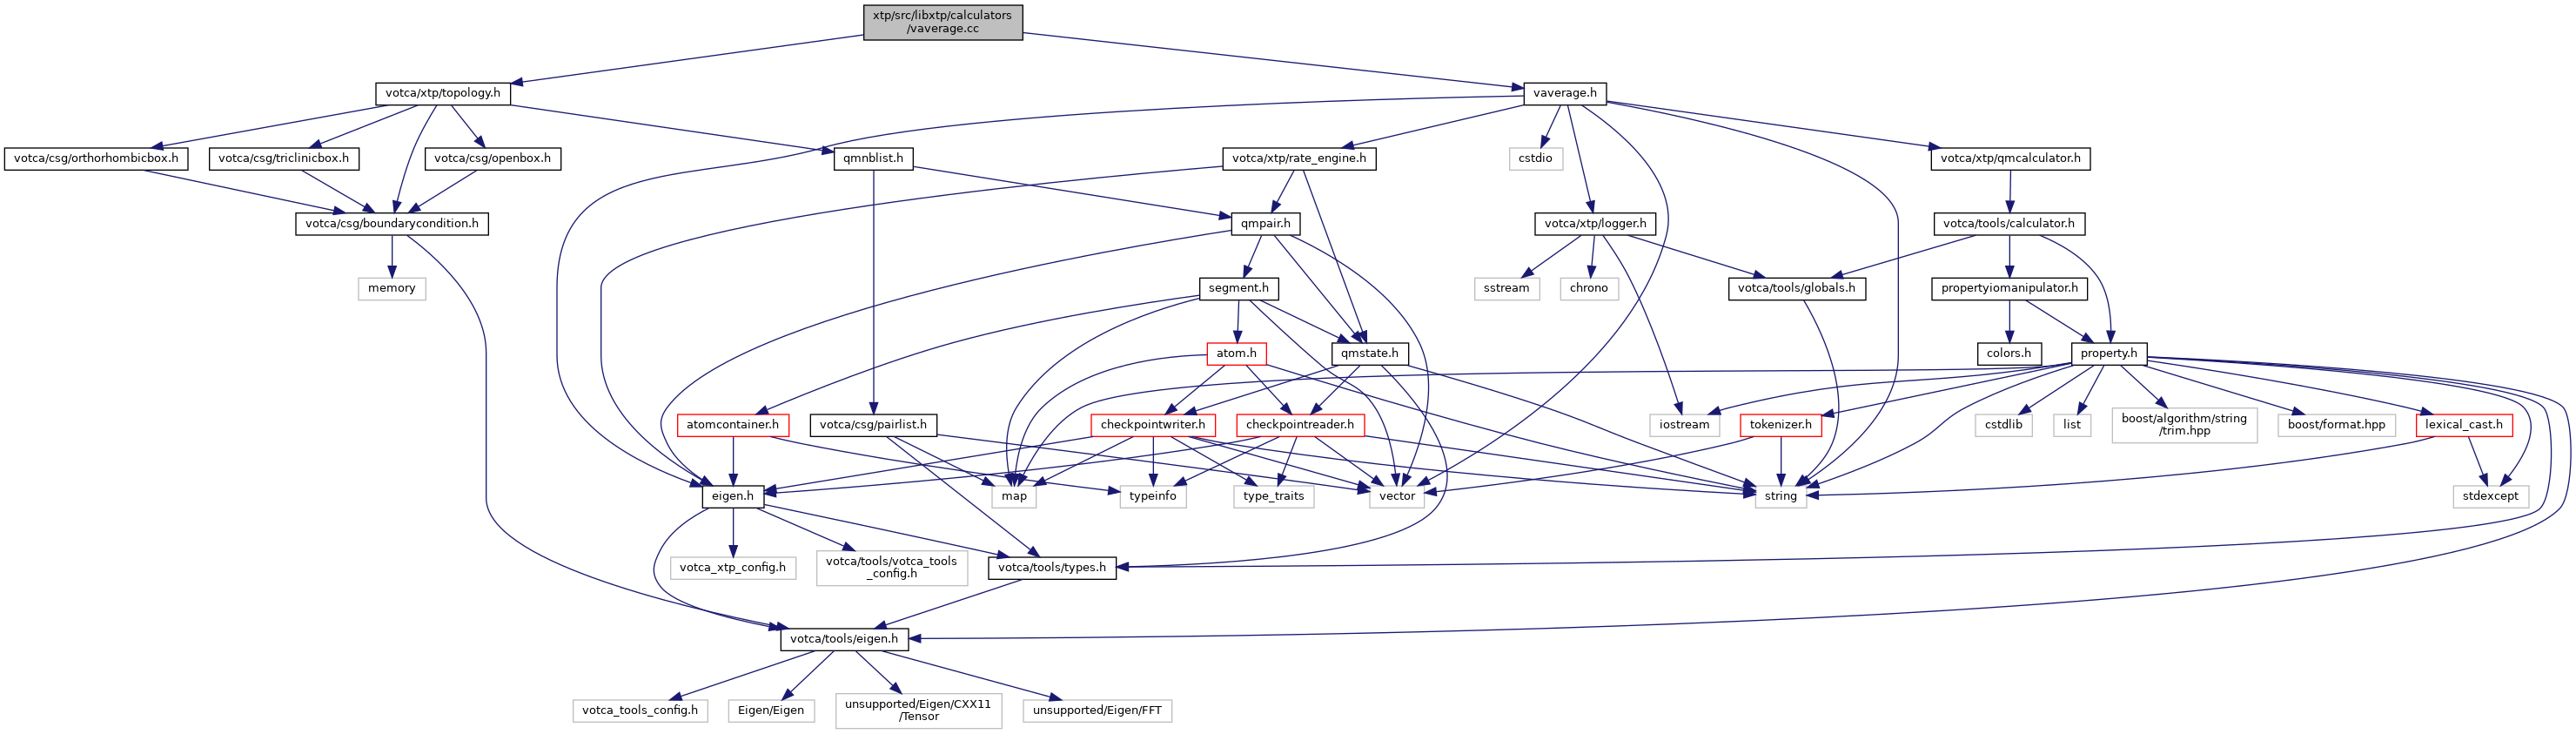 xtp/src/libxtp/calculators
/vaverage.cc
votca/xtp/topology.h
vaverage.h
votca/csg/orthorhombicbox.h
votca/csg/triclinicbox.h
votca/csg/openbox.h
qmnblist.h
votca/xtp/rate_engine.h
cstdio
votca/xtp/qmcalculator.h
votca/csg/boundarycondition.h
qmpair.h
votca/xtp/logger.h
votca/tools/calculator.h
memory
segment.h
sstream
chrono
votca/tools/globals.h
propertyiomanipulator.h
atom.h
qmstate.h
colors.h
property.h
atomcontainer.h
votca/csg/pairlist.h
checkpointwriter.h
checkpointreader.h
iostream
tokenizer.h
cstdlib
list
boost/algorithm/string
/trim.hpp
boost/format.hpp
lexical_cast.h
eigen.h
map
typeinfo
type_traits
vector
string
stdexcept
votca_xtp_config.h
votca/tools/votca_tools
_config.h
votca/tools/types.h
votca/tools/eigen.h
votca_tools_config.h
Eigen/Eigen
unsupported/Eigen/CXX11
/Tensor
unsupported/Eigen/FFT